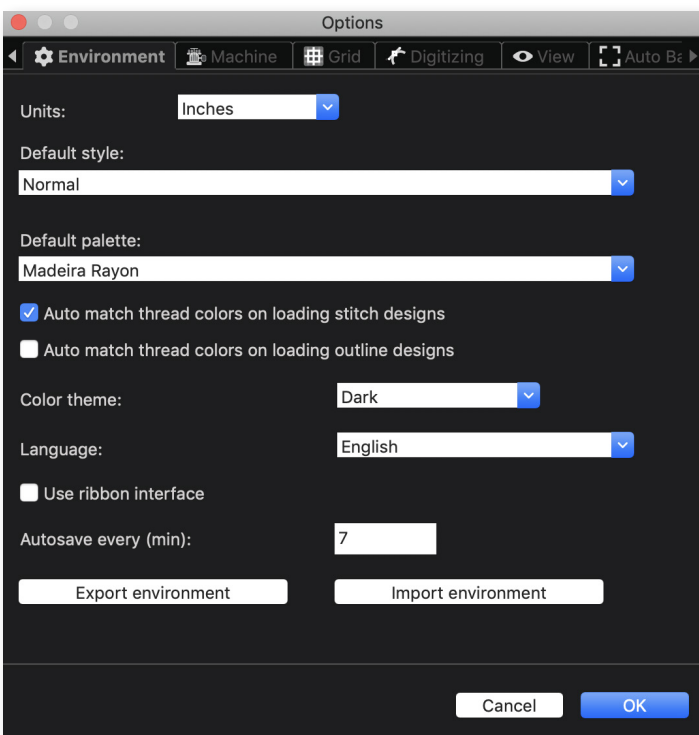 Options
Environment Machine Grid Digitizing View Auto Ba
Units: Inches
Default style:
Normal
Default palette:
Madeira Rayon
Auto match thread colors on loading stitch designs
Auto match thread colors on loading outline designs
Color theme: Dark
Language: English
Use ribbon interface
Autosave every (min): 7
Export environment Import environment
Cancel OK